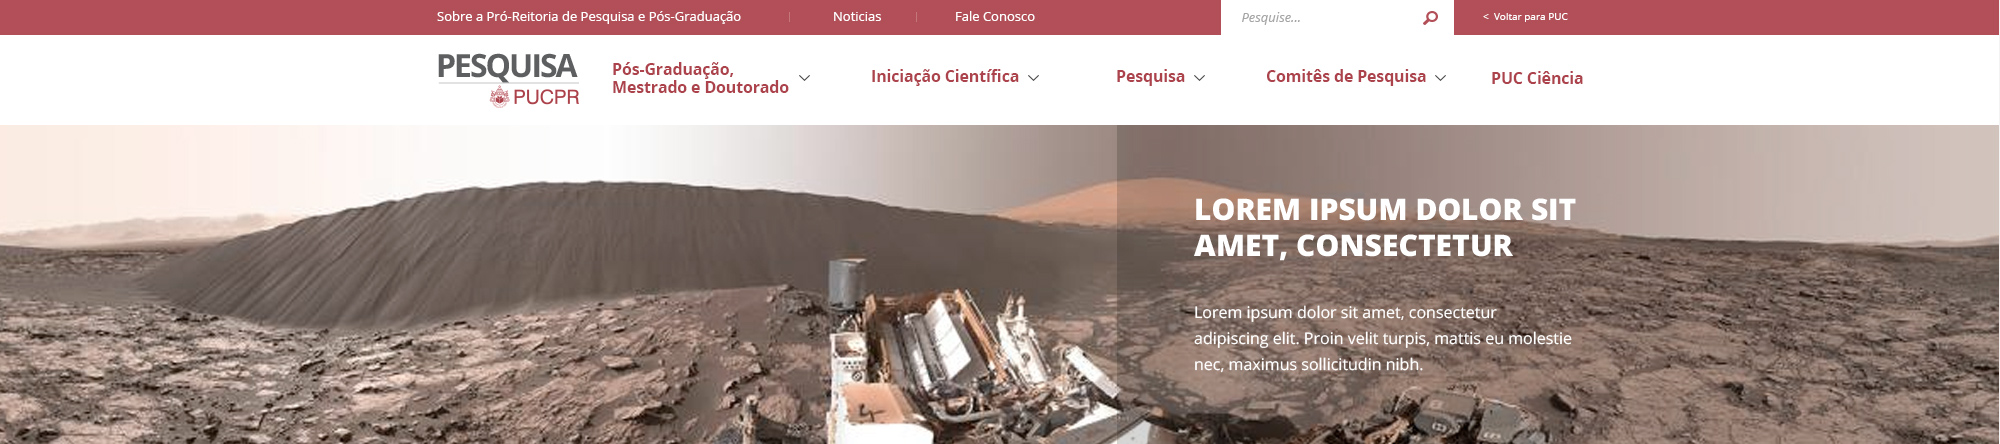 Sobre a Pró-Reitoria de Pesquisa e Pós-Graduação
Noticias
Fale Conosco
Pesquise...
< Voltar para PUC
PESQUISA
PUCPR
Pós-Graduação,
Mestrado e Doutorado
Iniciação Científica
Pesquisa
Comitês de Pesquisa
PUC Ciência
LOREM IPSUM DOLOR SIT
AMET, CONSECTETUR
Lorem ipsum dolor sit amet, consectetur
adipiscing elit. Proin velit turpis, mattis eu molestie
nec, maximus sollicitudin nibh.